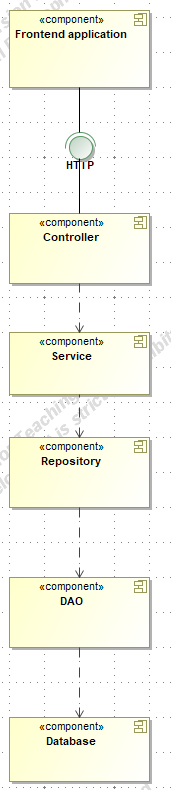 «component»
Frontend application
HTTP
«component»
Controller
«component»
Service
«component»
Repository
«component»
DAO
«component»
Database